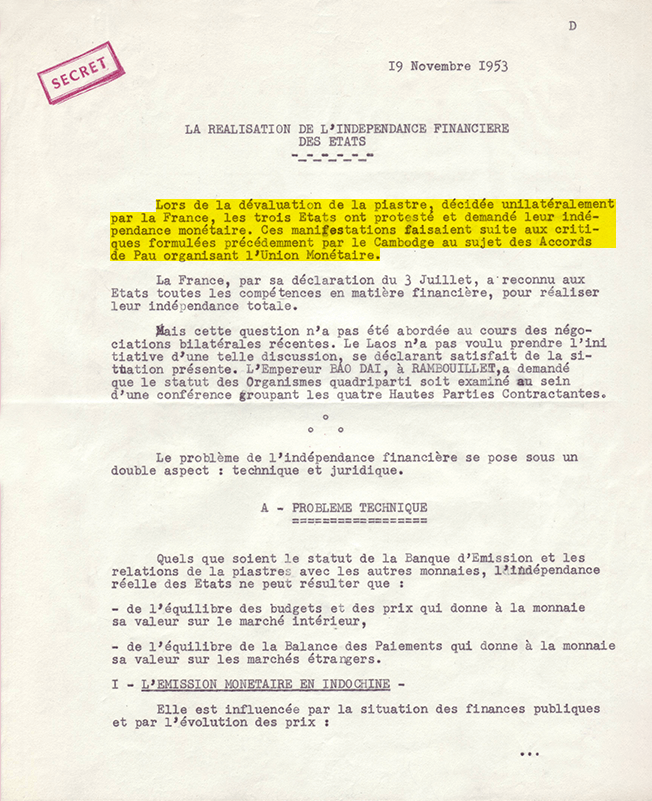 D
SECRET
19 Novembre 1953
LA REALISATION DE L'INDEPENDANCE FINANCIERE
DES ETATS
Lors de la dévaluation de la piastre, décidée unilatéralement
par la France, les trois Etats ont protesté et demandé leur indé-
pendance monétaire. Ces manifestations faisaient suite aux criti-
ques formulées précédemment par le Cambodge au sujet des Accords
de Pau organisant l'Union Monétaire.
La France, par sa déclaration du 3 Juillet, a reconnu aux
Etats toutes les compétences en matière financière, pour réaliser
leur indépendance totale.
Mais cette question n'a pas été abordée au cours des négo-
ciations bilatérales récentes. Le Laos n'a pas voulu prendre l'ini
tiative d'une telle discussion, se déclarant satisfait de la si-
tuation présente. L'Empereur BAO DAI, à RAMBOUILLET,a demandé
que le statut des Organismes quadriparti soit examiné au sein
d'une conférence groupant les quatre Hautes Parties Contractantes.
Le problème de l'indépendance financière se pose sous un
double aspect : technique et juridique.
A - PROBLEME TECHNIQUE
Quels que soient le statut de la Banque d'Emission et les
relations de la piastres avec les autres monnaies, l'indépendance
réelle des Etats ne peut résulter que :
- de l'équilibre des budgets et des prix qui donne à la monnaie
sa valeur sur le marché intérieur,
- de l'équilibre de la Balance des Paiements qui donne à la monnaie
sa valeur sur les marchés étrangers.
I - L'EMISSION MONETAIRE EN INDOCHINE -
Elle est influencée par la situation des finances publiques
et par l'évolution des prix :
...